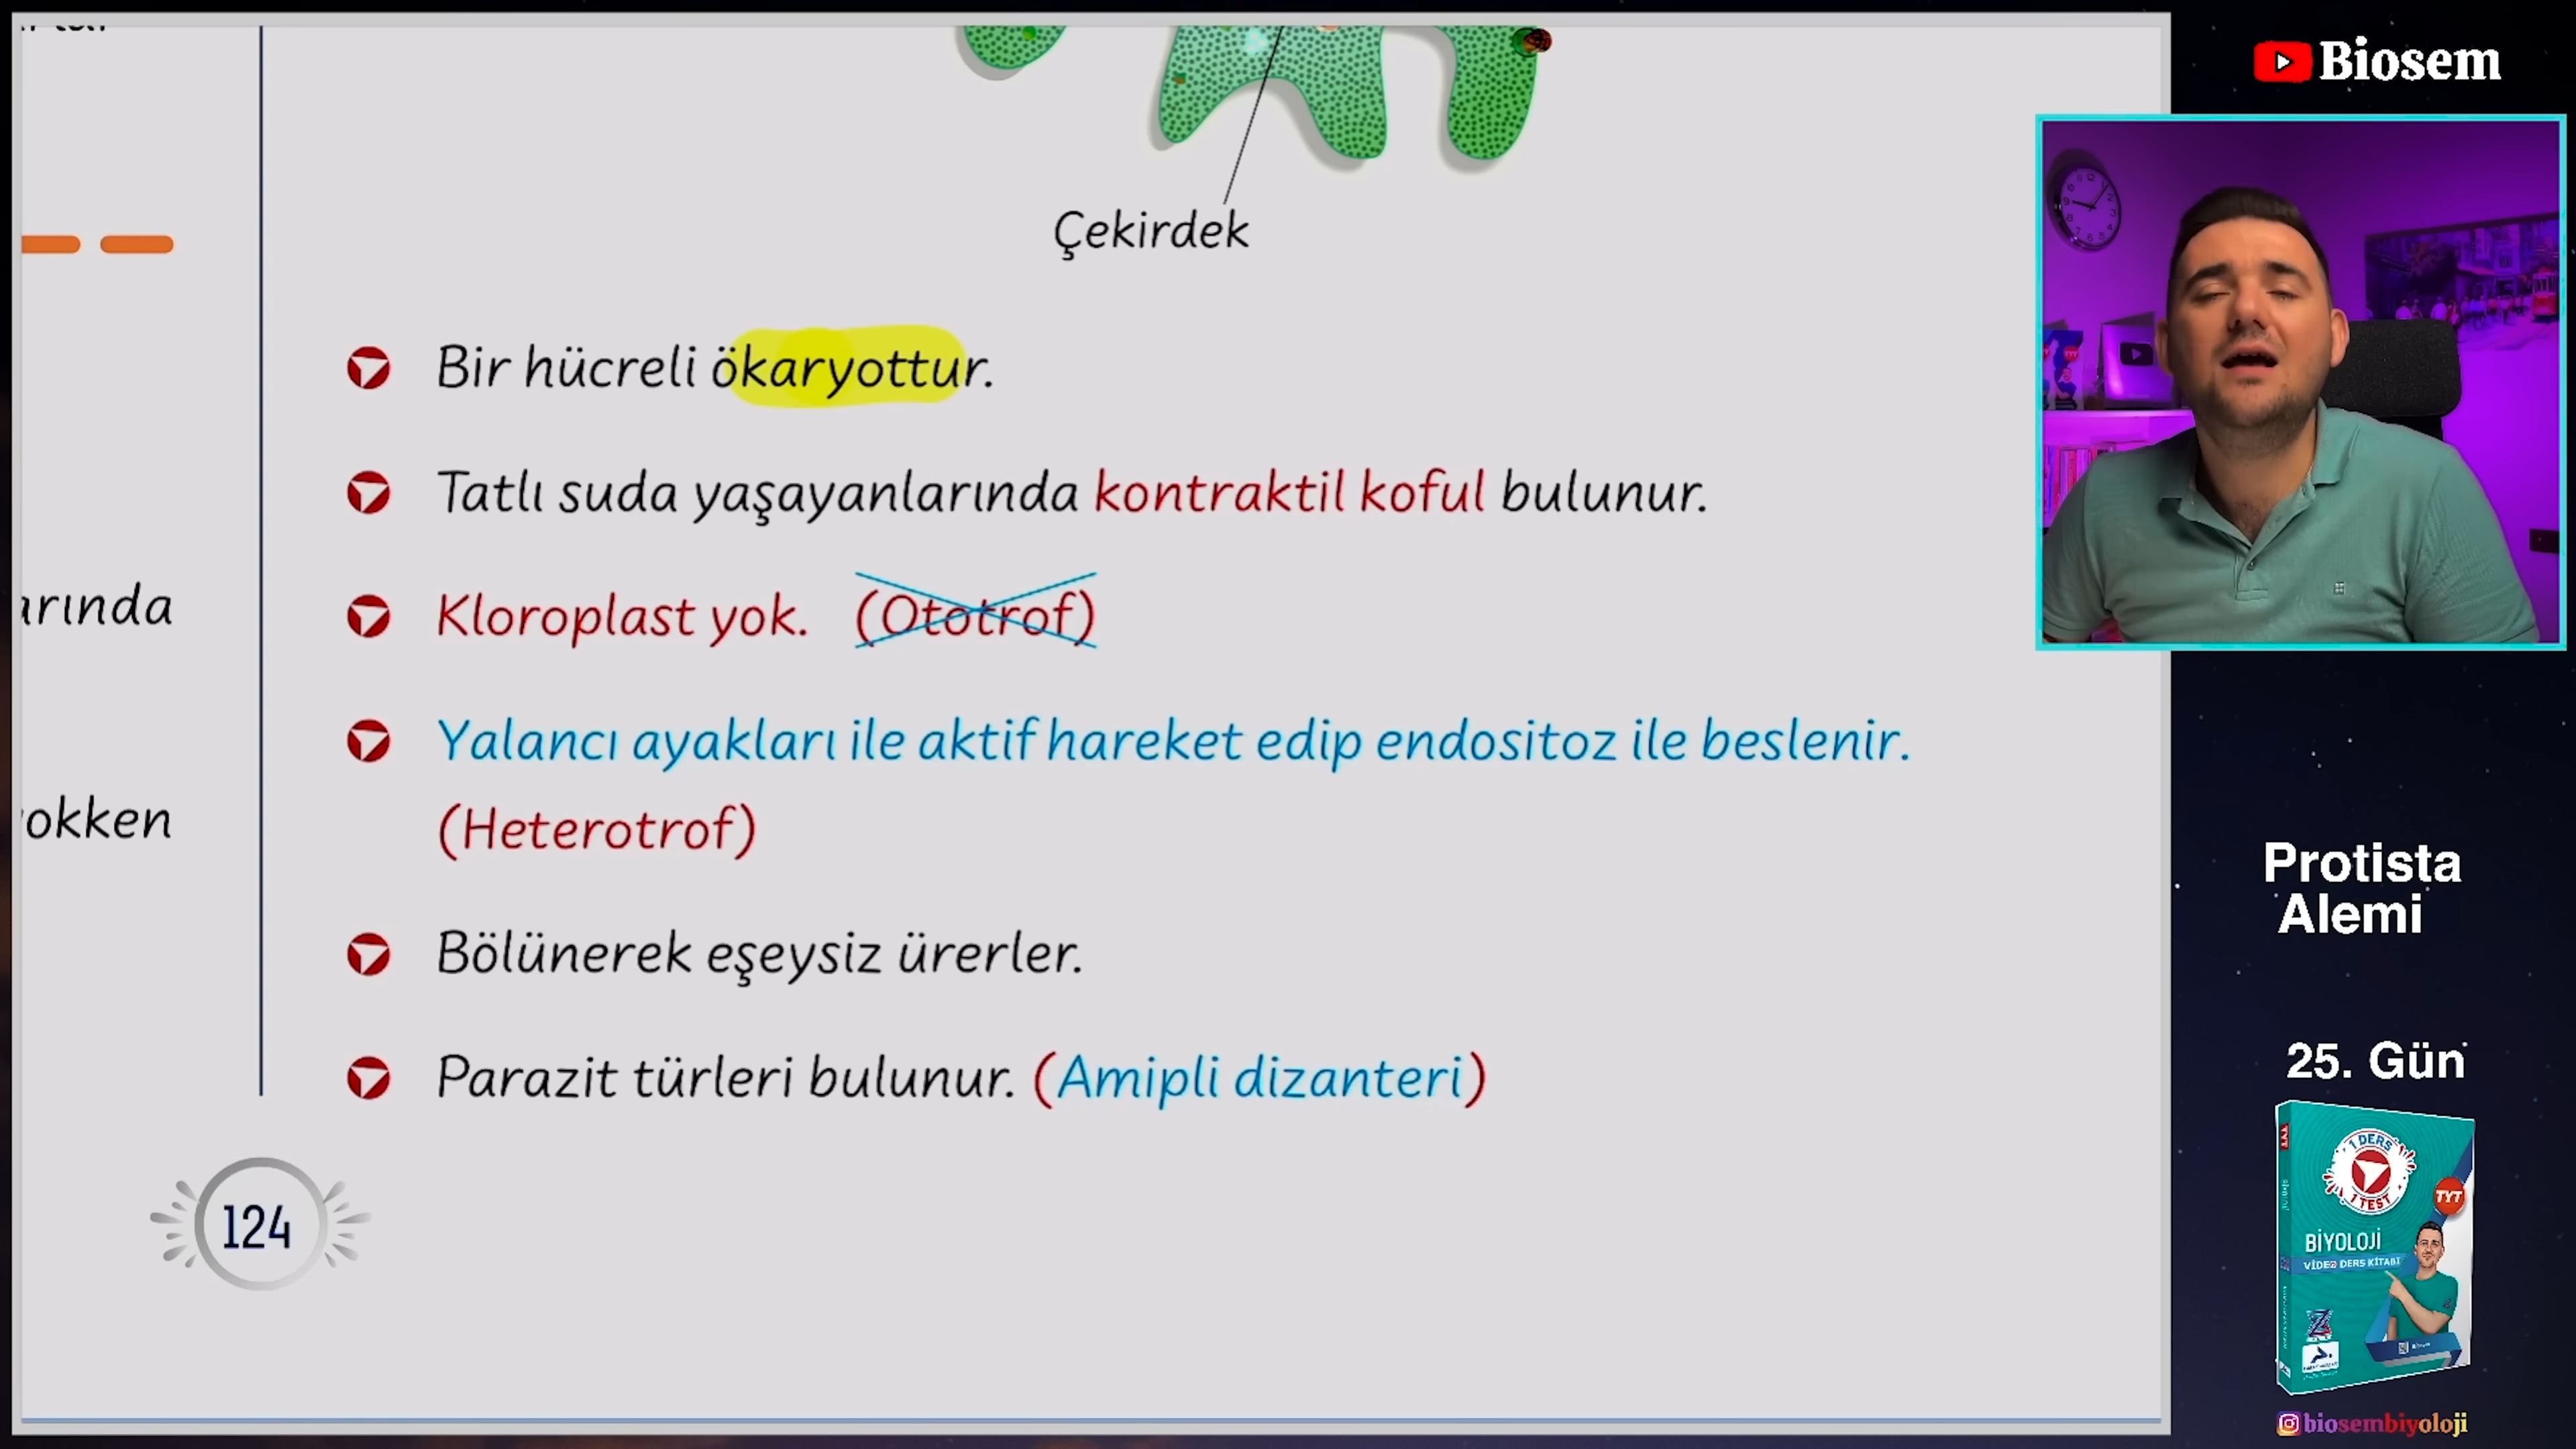 Biosem
Çekirdek
Bir hücreli ökaryottur.
Tatlı suda yaşayanlarında kontraktil koful bulunur.
arında
Kloroplast yok. (Ototrof)
Yalancı ayakları ile aktif hareket edip endositoz ile beslenir.
okken
(Heterotrof)
Bölünerek eşeysiz ürerler.
Parazit türleri bulunur. (Amipli dizanteri)
124
Protista
Alemi
25. Gün
1 DERS
1 TEST
TYT
BİYOLOJİ
VİDEO DERS KİTABI
biosembiyoloji